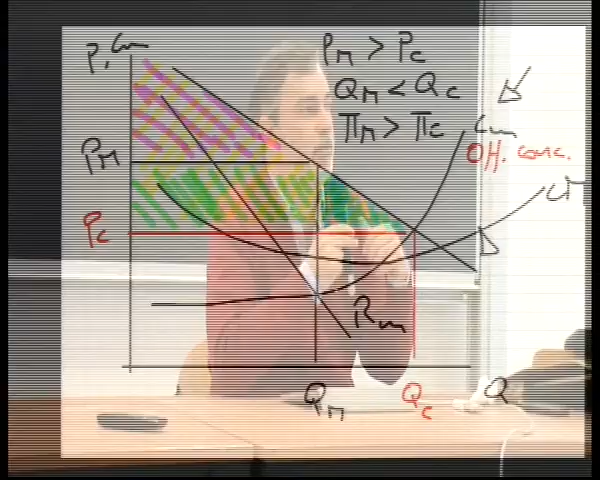 P, Cm
Pm > Pc
Qm < Qc
Πm > Πc
Cm
OH. conc.
Pm
CT
Pc
D
Rm
Qm
Qc
Q